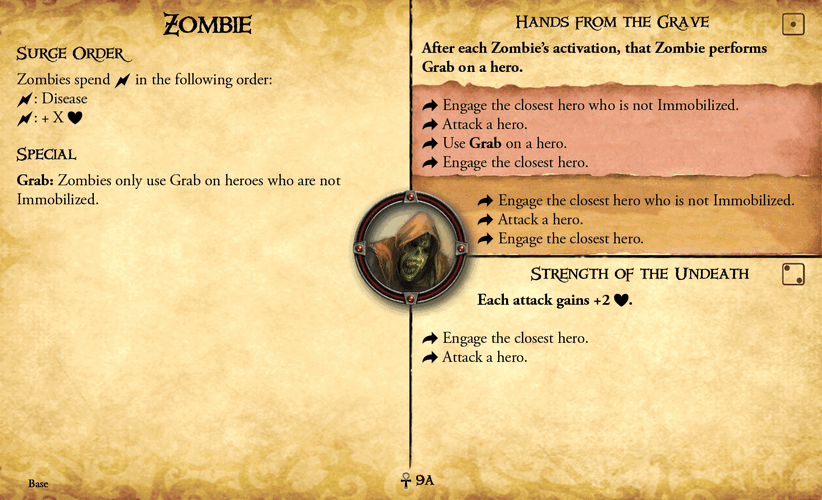 Zombie
Surge Order
Zombies spend in the following order:
: Disease
: + X
Special
Grab: Zombies only use Grab on heroes who are not
Immobilized.
Hands from the Grave
After each Zombie's activation, that Zombie performs
Grab on a hero.
Engage the closest hero who is not Immobilized.
Attack a hero.
Use Grab on a hero.
Engage the closest hero.
Engage the closest hero who is not Immobilized.
Attack a hero.
Engage the closest hero.
Strength of the Undeath
Each attack gains +2 .
Engage the closest hero.
Attack a hero.
Base
9A